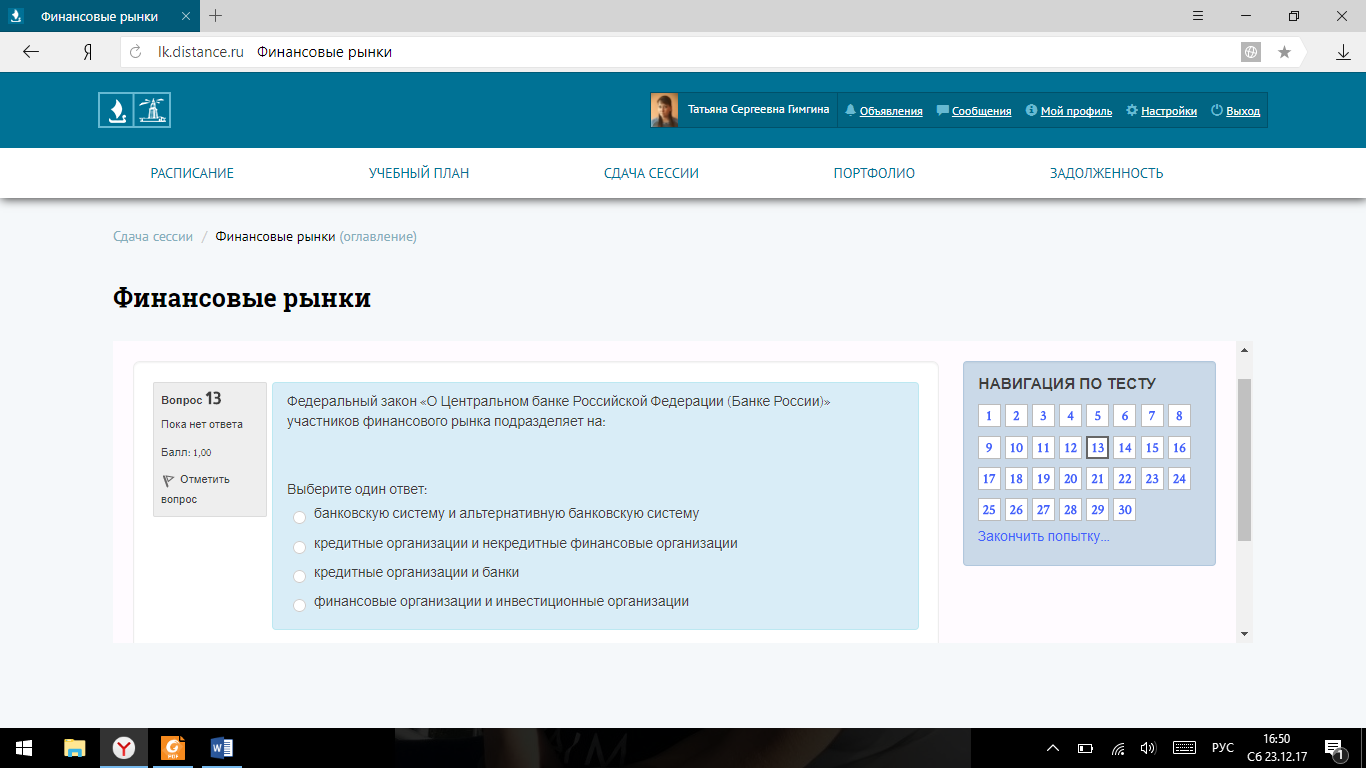 Финансовые рынки
Я lk.distance.ru Финансовые рынки
Татьяна Сергеевна Гимгина Объявления Сообщения Мой профиль Настройки Выход
РАСПИСАНИЕ УЧЕБНЫЙ ПЛАН СДАЧА СЕССИИ ПОРТФОЛИО ЗАДОЛЖЕННОСТЬ
Сдача сессии / Финансовые рынки (оглавление)
Финансовые рынки
Вопрос 13
Пока нет ответа
Балл: 1,00
Отметить
вопрос
Федеральный закон «О Центральном банке Российской Федерации (Банке России)»
участников финансового рынка подразделяет на:
Выберите один ответ:
банковскую систему и альтернативную банковскую систему
кредитные организации и некредитные финансовые организации
кредитные организации и банки
финансовые организации и инвестиционные организации
НАВИГАЦИЯ ПО ТЕСТУ
1 2 3 4 5 6 7 8
9 10 11 12 13 14 15 16
17 18 19 20 21 22 23 24
25 26 27 28 29 30
Закончить попытку...
PDF
РУС
16:50
Сб 23.12.17
1